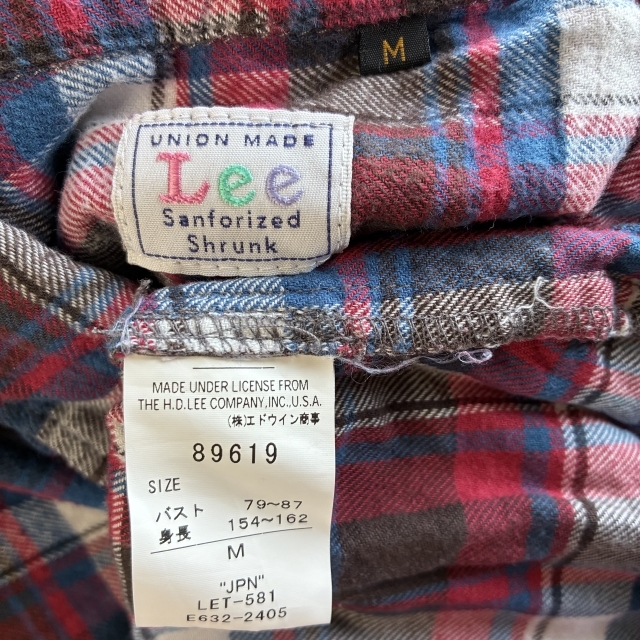 M
UNION MADE
Lee
Sanforized
Shrunk
MADE UNDER LICENSE FROM
THE H.D.LEE COMPANY,INC.,U.S.A.
(株)エドウイン商事
89619
SIZE
バスト 79~87
身長 154~162
M
"JPN"
LET-581
E632-2405